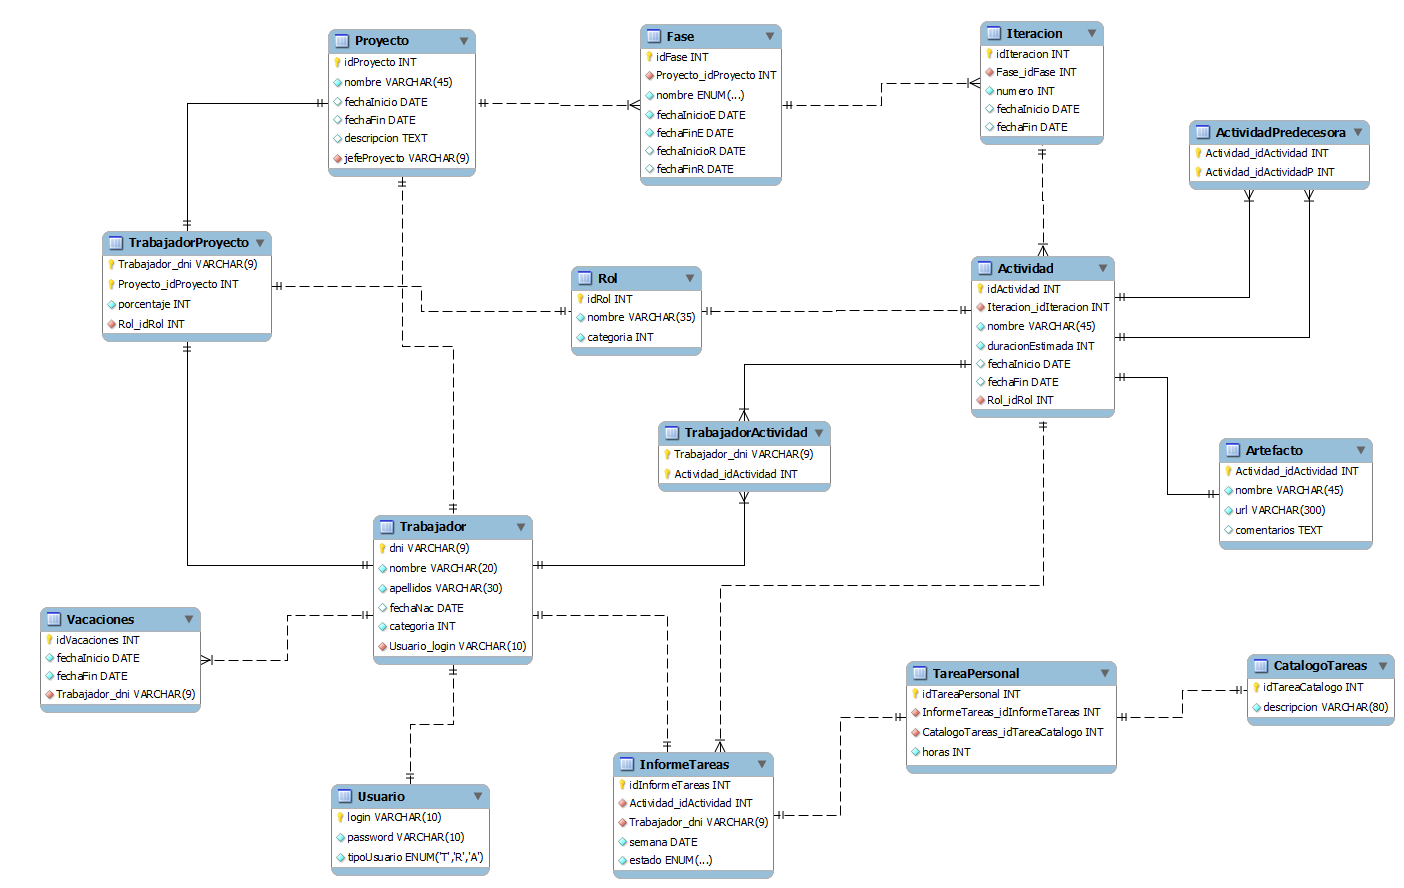 Proyecto
idProyecto INT
nombre VARCHAR(45)
fechaInicio DATE
fechaFin DATE
descripcion TEXT
jefeProyecto VARCHAR(9)
Fase
idFase INT
Proyecto_idProyecto INT
nombre ENUM(...)
fechaInicioE DATE
fechaFinE DATE
fechaInicioR DATE
fechaFinR DATE
Iteracion
idIteracion INT
Fase_idFase INT
numero INT
fechaInicio DATE
fechaFin DATE
ActividadPredecesora
Actividad_idActividad INT
Actividad_idActividadP INT
TrabajadorProyecto
Trabajador_dni VARCHAR(9)
Proyecto_idProyecto INT
porcentaje INT
Rol_idRol INT
Rol
idRol INT
nombre VARCHAR(35)
categoria INT
Actividad
idActividad INT
Iteracion_idIteracion INT
nombre VARCHAR(45)
duracionEstimada INT
fechaInicio DATE
fechaFin DATE
Rol_idRol INT
TrabajadorActividad
Trabajador_dni VARCHAR(9)
Actividad_idActividad INT
Artefacto
Actividad_idActividad INT
nombre VARCHAR(45)
url VARCHAR(300)
comentarios TEXT
Trabajador
dni VARCHAR(9)
nombre VARCHAR(20)
apellidos VARCHAR(30)
fechaNac DATE
categoria INT
Usuario_login VARCHAR(10)
Vacaciones
idVacaciones INT
fechaInicio DATE
fechaFin DATE
Trabajador_dni VARCHAR(9)
TareaPersonal
idTareaPersonal INT
InformeTareas_idInformeTareas INT
CatalogoTareas_idTareaCatalogo INT
horas INT
CatalogoTareas
idTareaCatalogo INT
descripcion VARCHAR(80)
InformeTareas
idInformeTareas INT
Actividad_idActividad INT
Trabajador_dni VARCHAR(9)
semana DATE
estado ENUM(...)
Usuario
login VARCHAR(10)
password VARCHAR(10)
tipoUsuario ENUM('T','R','A')